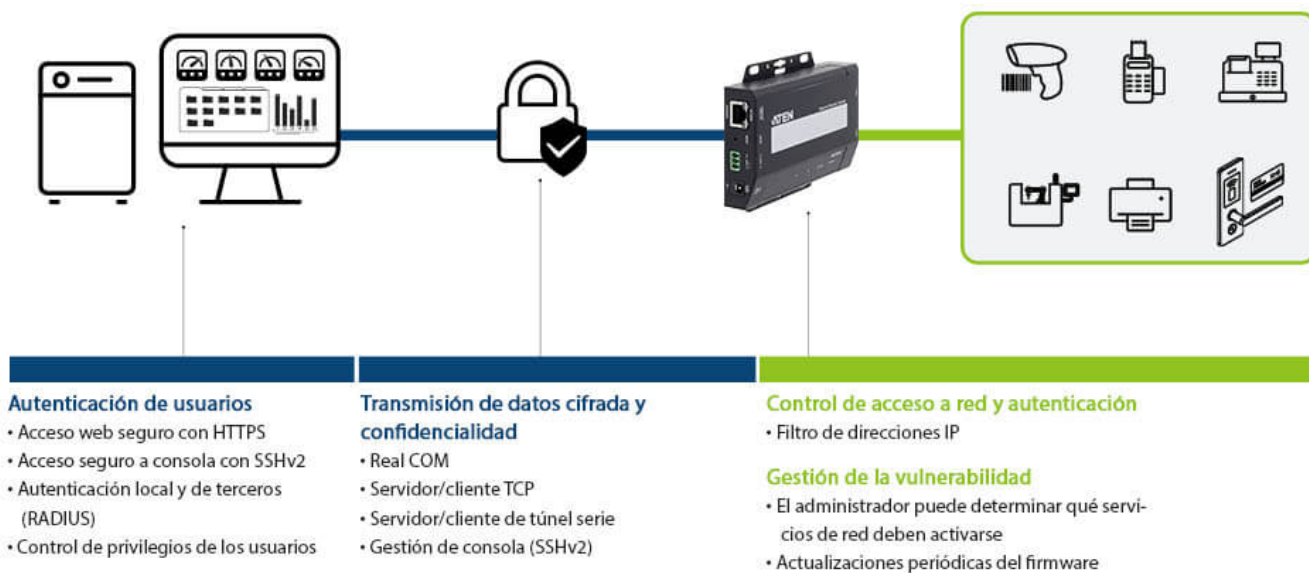 ATEN
Autenticación de usuarios
• Acceso web seguro con HTTPS
• Acceso seguro a consola con SSHv2
• Autenticación local y de terceros
(RADIUS)
• Control de privilegios de los usuarios
Transmisión de datos cifrada y
confidencialidad
• Real COM
• Servidor/cliente TCP
• Servidor/cliente de túnel serie
• Gestión de consola (SSHv2)
Control de acceso a red y autenticación
• Filtro de direcciones IP
Gestión de la vulnerabilidad
• El administrador puede determinar qué servi-
cios de red deben activarse
• Actualizaciones periódicas del firmware